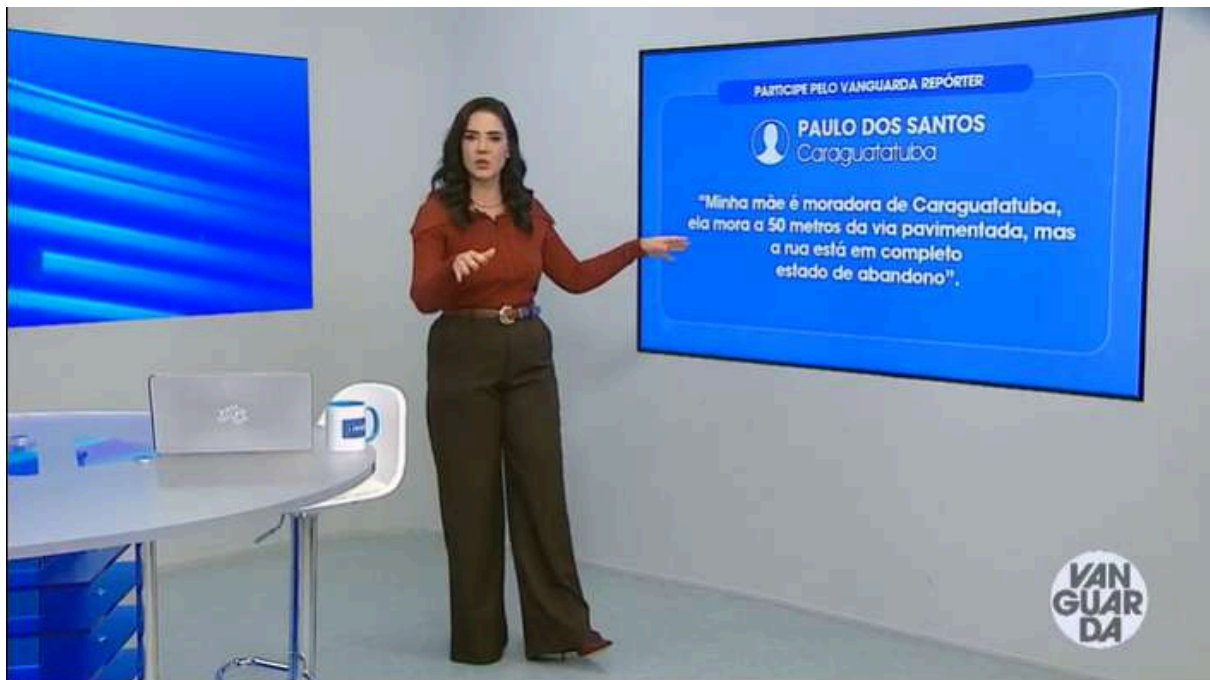 PARTICIPE PELO VANGUARDA REPÓRTER
PAULO DOS SANTOS
Caraguatatuba
“Minha mãe é moradora de Caraguatatuba,
ela mora a 50 metros da via pavimentada, mas
a rua está em completo
estado de abandono”.
VAN
GUAR
DA